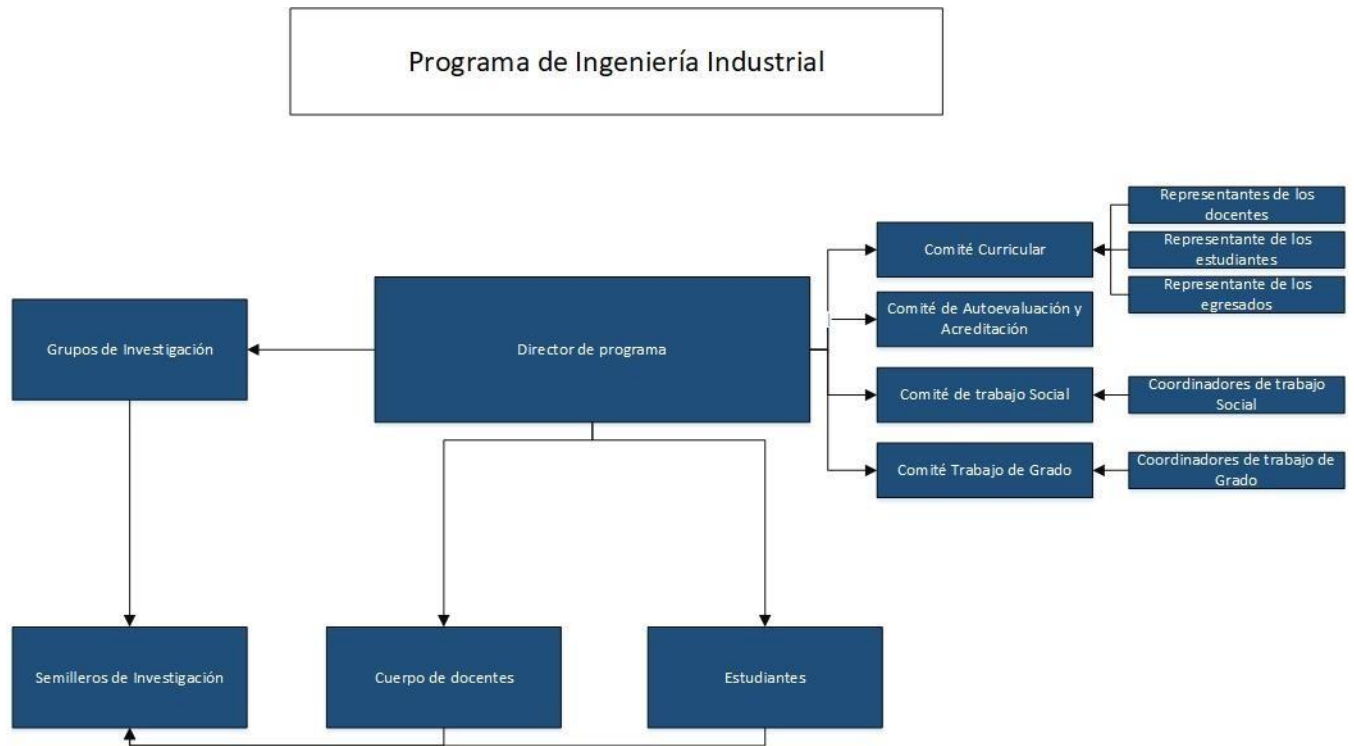 Programa de Ingeniería Industrial
Representantes de los
docentes
Comité Curricular
Representante de los
estudiantes
Representante de los
egresados
Comité de Autoevaluación y
Acreditación
Grupos de Investigación
Director de programa
Comité de trabajo Social
Coordinadores de trabajo
Social
Comité Trabajo de Grado
Coordinadores de trabajo de
Grado
Semilleros de Investigación
Cuerpo de docentes
Estudiantes